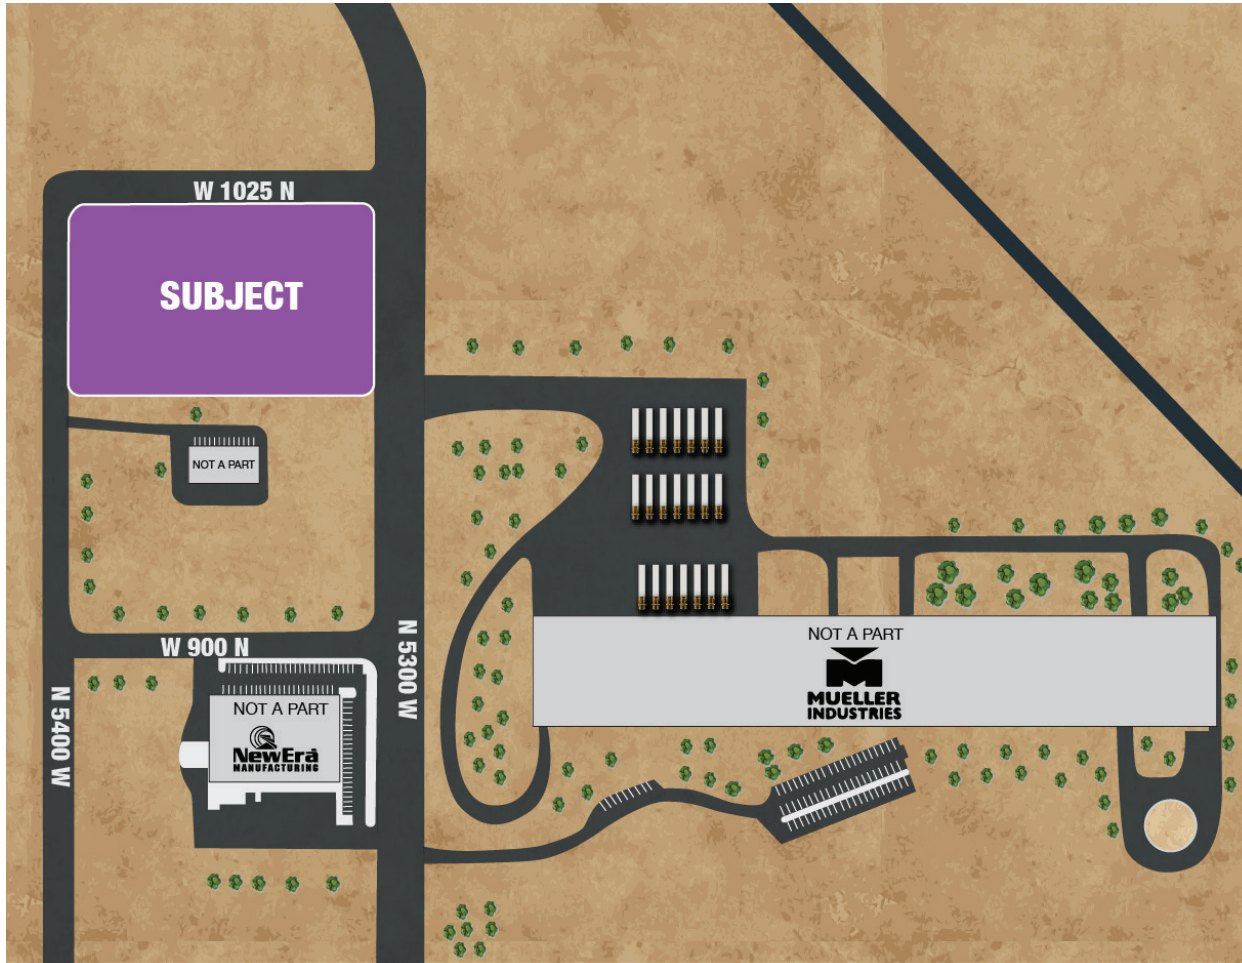 W 1025 N
SUBJECT
NOT A PART
W 900 N
N 5300 W
NOT A PART
MUELLER
INDUSTRIES
N 5400 W
NOT A PART
NewEra
MANUFACTURING